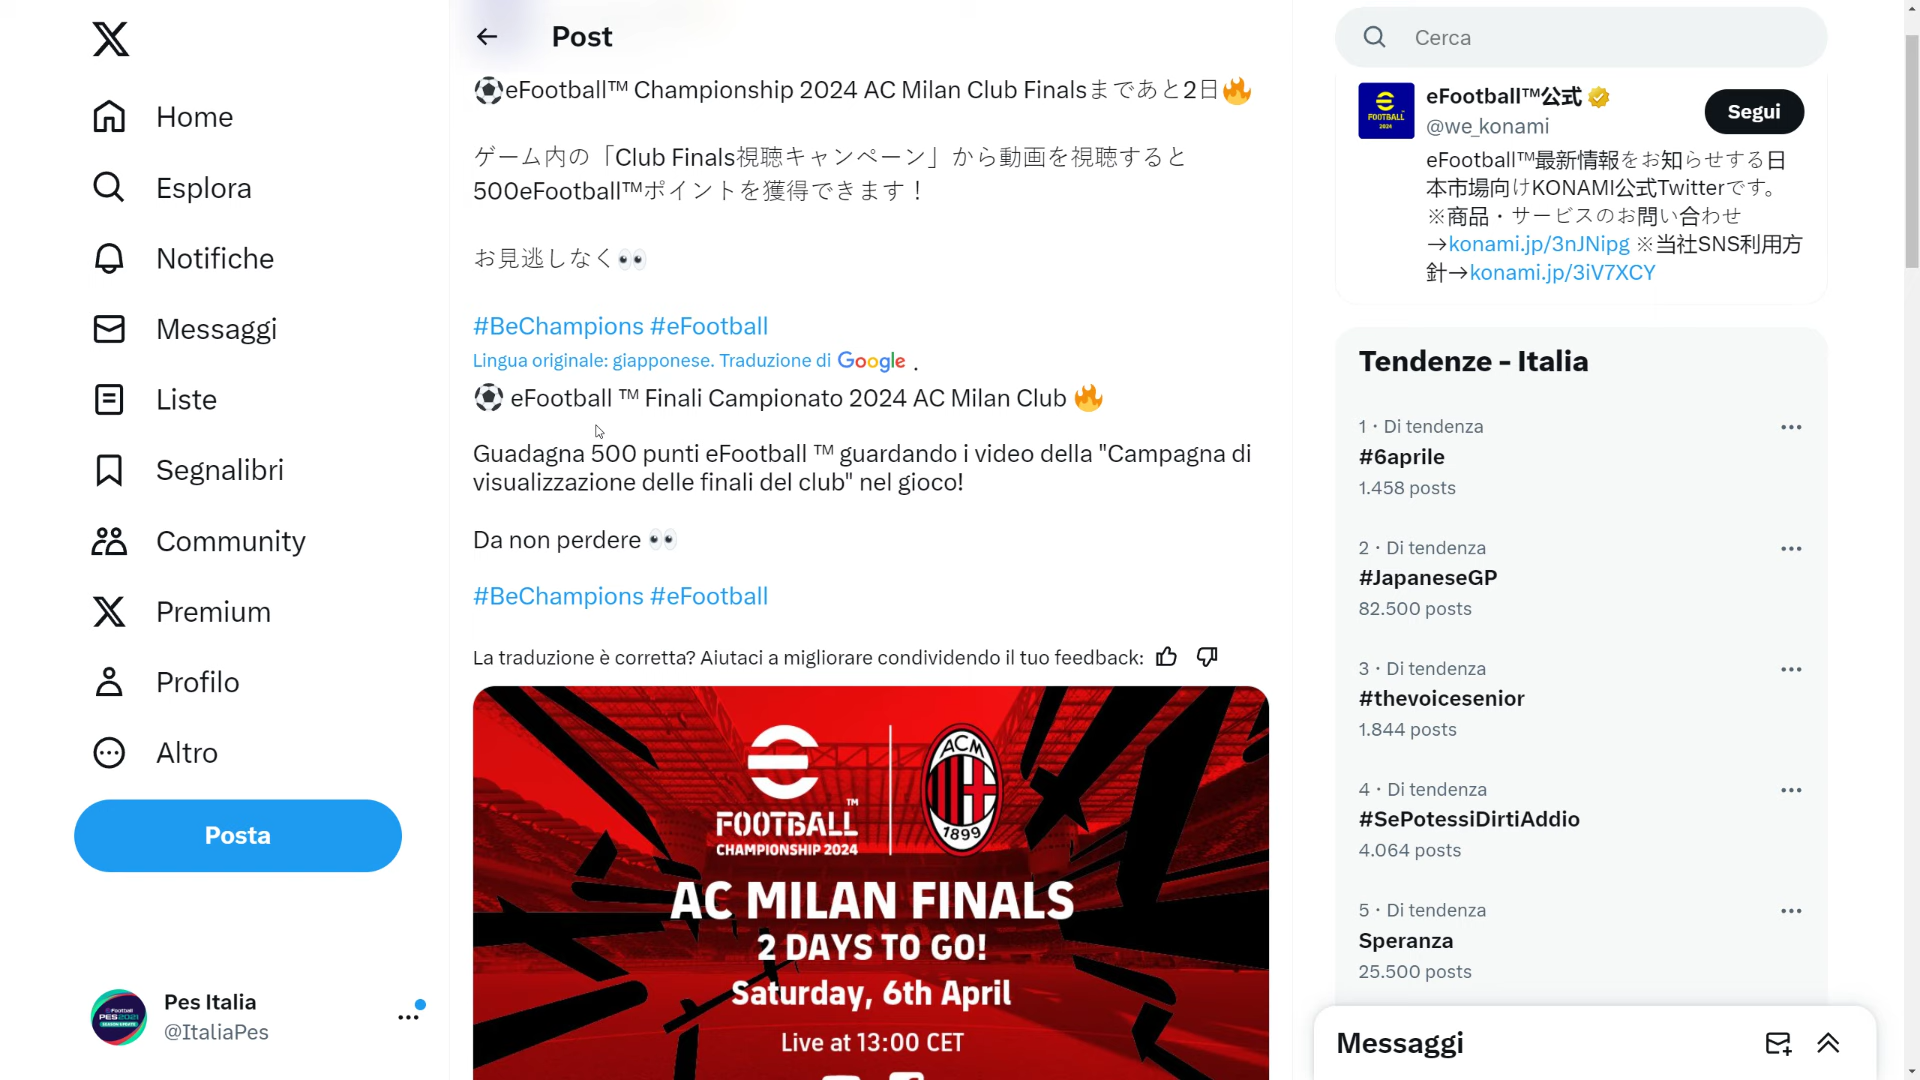 Home
Esplora
Notifiche
Messaggi
Liste
Segnalibri
Community
Premium
Profilo
Altro
Posta
Pes Italia
@ItaliaPes
Post
⚽eFootball™ Championship 2024 AC Milan Club Finalsまであと2日🔥
ゲーム内の「Club Finals視聴キャンペーン」から動画を視聴すると
500eFootball™ポイントを獲得できます！
お見逃しなく👀
#BeChampions #eFootball
Lingua originale: giapponese. Traduzione di Google .
⚽ eFootball ™ Finali Campionato 2024 AC Milan Club 🔥
Guadagna 500 punti eFootball ™ guardando i video della "Campagna di
visualizzazione delle finali del club" nel gioco!
Da non perdere 👀
#BeChampions #eFootball
La traduzione è corretta? Aiutaci a migliorare condividendo il tuo feedback:
FOOTBALL™
CHAMPIONSHIP 2024
ACM
1899
AC MILAN FINALS
2 DAYS TO GO!
Saturday, 6th April
Live at 13:00 CET
Cerca
FOOTBALL
2024
eFootball™公式
@we_konami
Segui
eFootball™最新情報をお知らせする日
本市場向けKONAMI公式Twitterです。
※商品・サービスのお問い合わせ
→konami.jp/3nJNipg ※当社SNS利用方
針→konami.jp/3iV7XCY
Tendenze - Italia
1 · Di tendenza
#6aprile
1.458 posts
2 · Di tendenza
#JapaneseGP
82.500 posts
3 · Di tendenza
#thevoicesenior
1.844 posts
4 · Di tendenza
#SePotessiDirtiAddio
4.064 posts
5 · Di tendenza
Speranza
25.500 posts
Messaggi